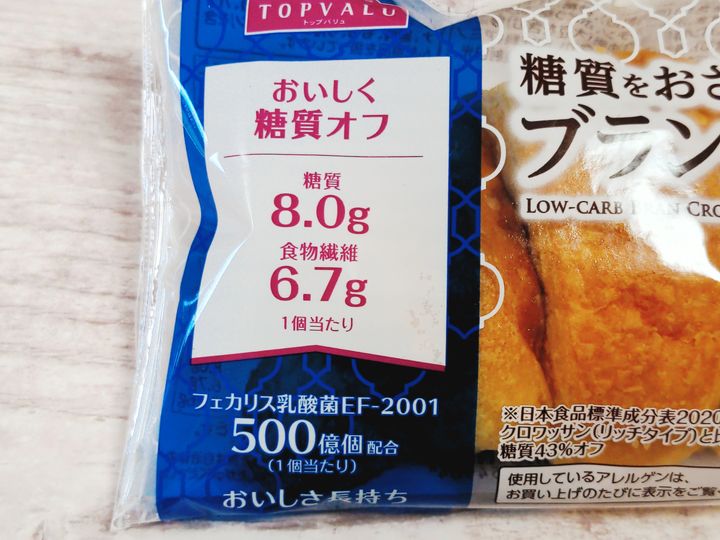 TOPVALU
トップバリュ
おいしく
糖質オフ
糖質
8.0g
食物繊維
6.7g
1個当たり
フェカリス乳酸菌EF-2001
500億個配合
(1個当たり)
おいしさ長持ち
糖質をおさ
ブラン
LOW-CARB BRAN CRO
※日本食品標準成分表2020
クロワッサン(リッチタイプ)と比
糖質43%オフ
使用しているアレルゲンは、
お買い上げのたびに表示をご覧